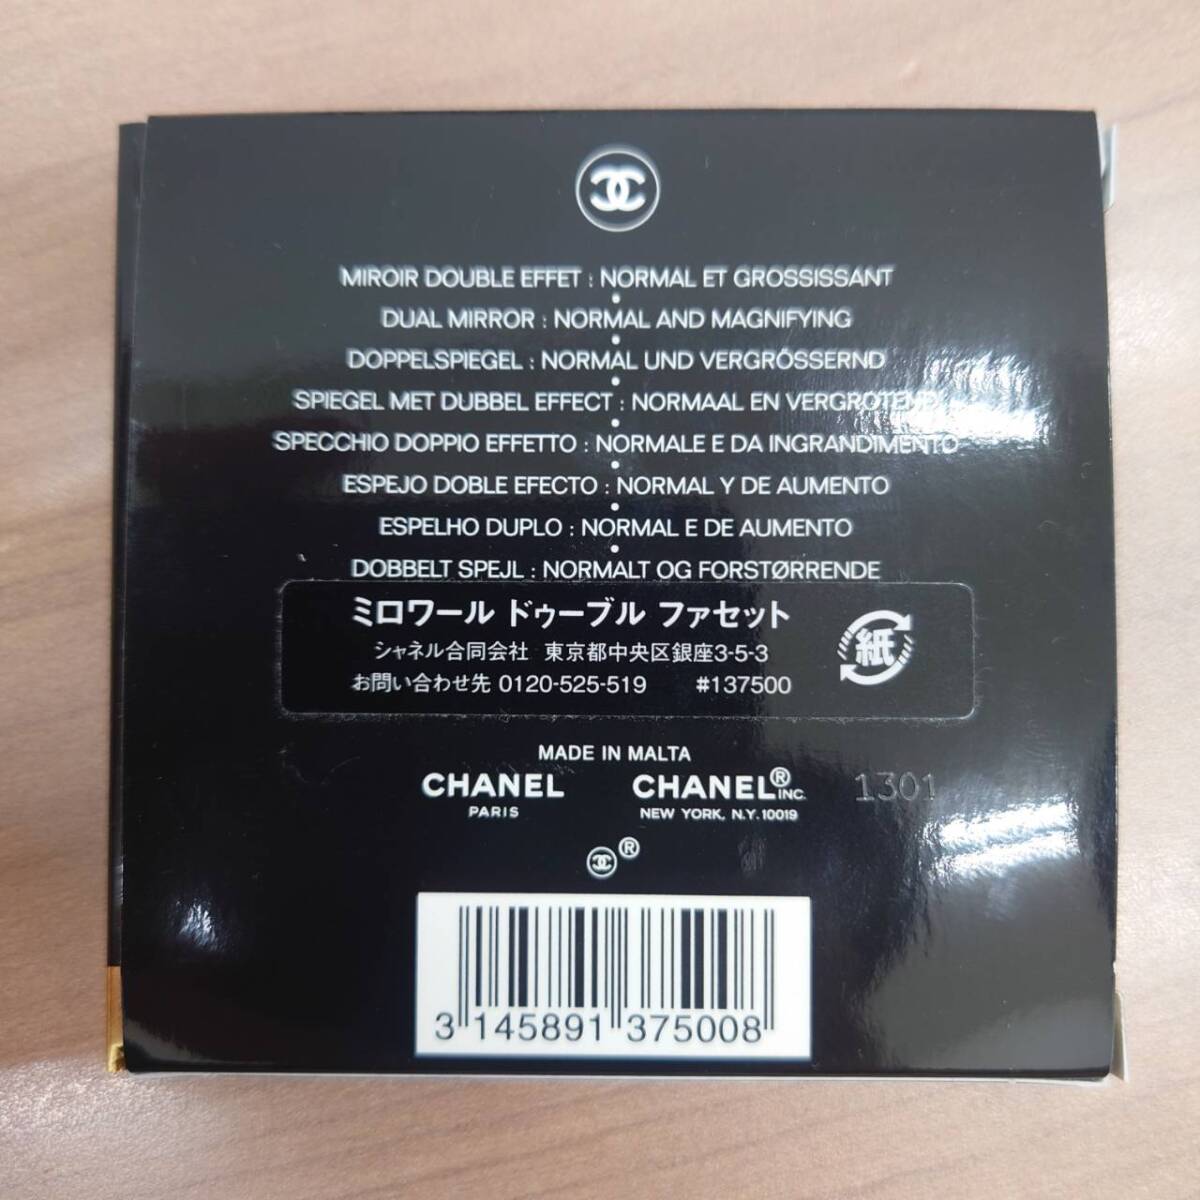 MIROIR DOUBLE EFFET : NORMAL ET GROSSISSANT
DUAL MIRROR : NORMAL AND MAGNIFYING
DOPPELSPIEGEL : NORMAL UND VERGRÖSSERND
SPIEGEL MET DUBBEL EFFECT : NORMAAL EN VERGROTEND
SPECCHIO DOPPIO EFFETTO : NORMALE E DA INGRANDIMENTO
ESPEJO DOBLE EFECTO : NORMAL Y DE AUMENTO
ESPELHO DUPLO : NORMAL E DE AUMENTO
DOBBELT SPEJL : NORMALT OG FORSTØRRENDE
ミロワール ドゥーブル ファセット
シャネル合同会社 東京都中央区銀座3-5-3
お問い合わせ先 0120-525-519 #137500
紙
MADE IN MALTA
CHANEL CHANEL® INC.
PARIS NEW YORK, N.Y. 10019
1301
®
3 145891 375008